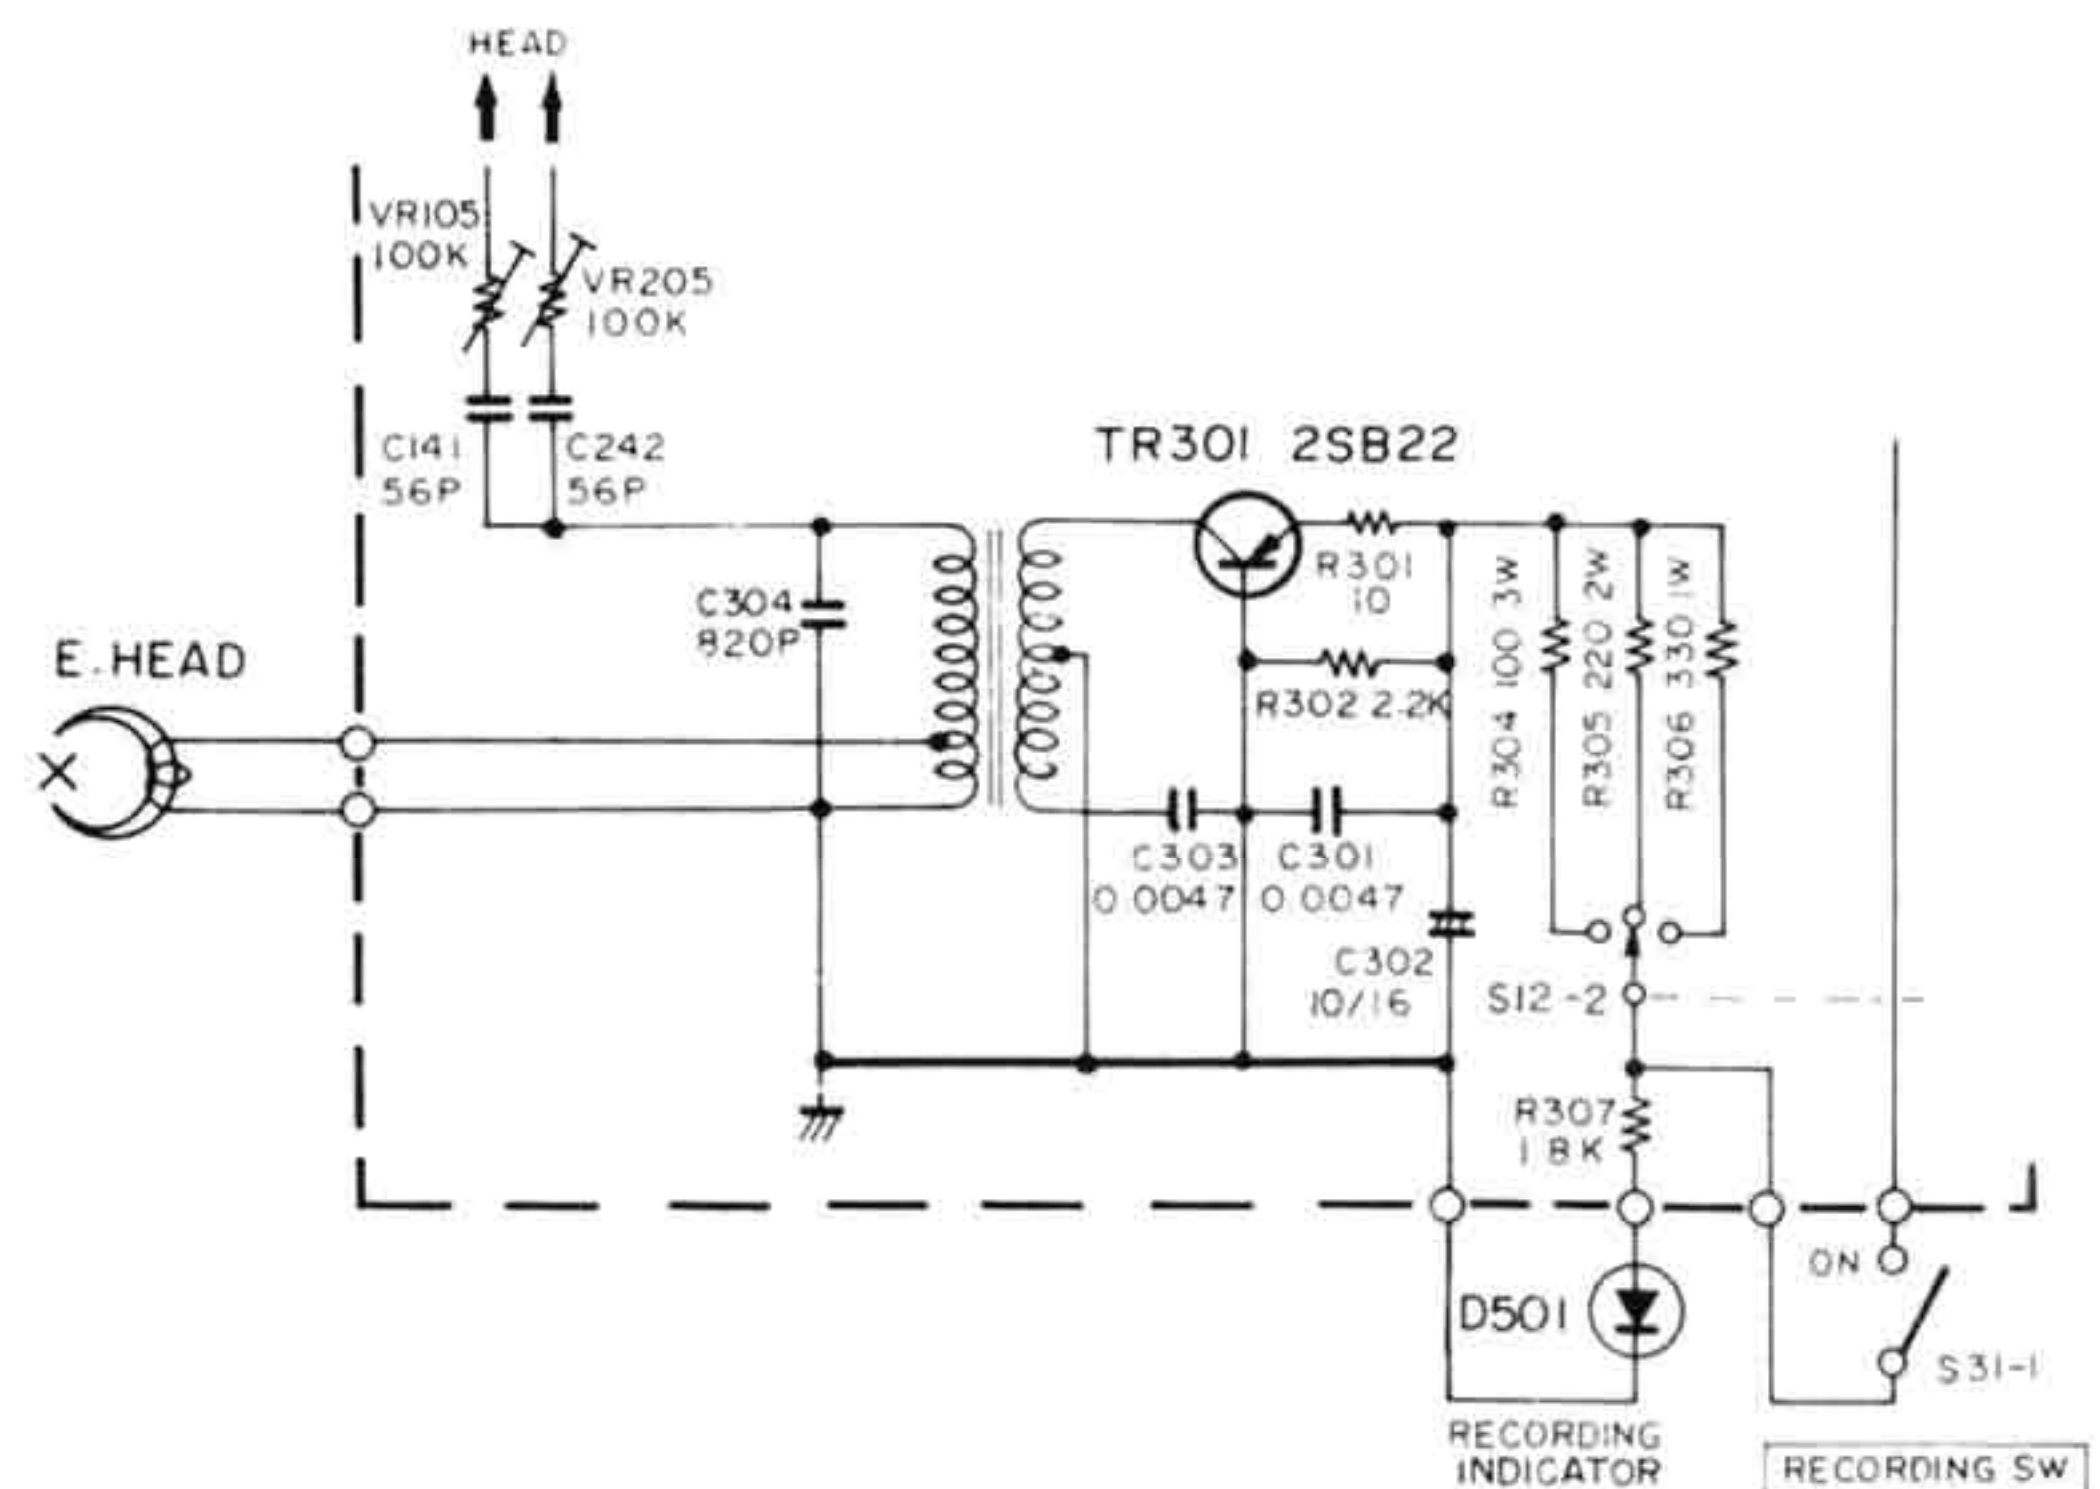 HEAD
VR105
100K
VR205
100K
C141
56P
C242
56P
TR301 2SB22
R301
10
C304
820P
E.HEAD
R302 2.2K
R304 100 3W
R305 220 2W
R306 330 1W
C303
0.0047
C301
0.0047
C302
10/16
S12-2
R307
1.8K
ON
D501
S31-1
RECORDING
INDICATOR
RECORDING SW